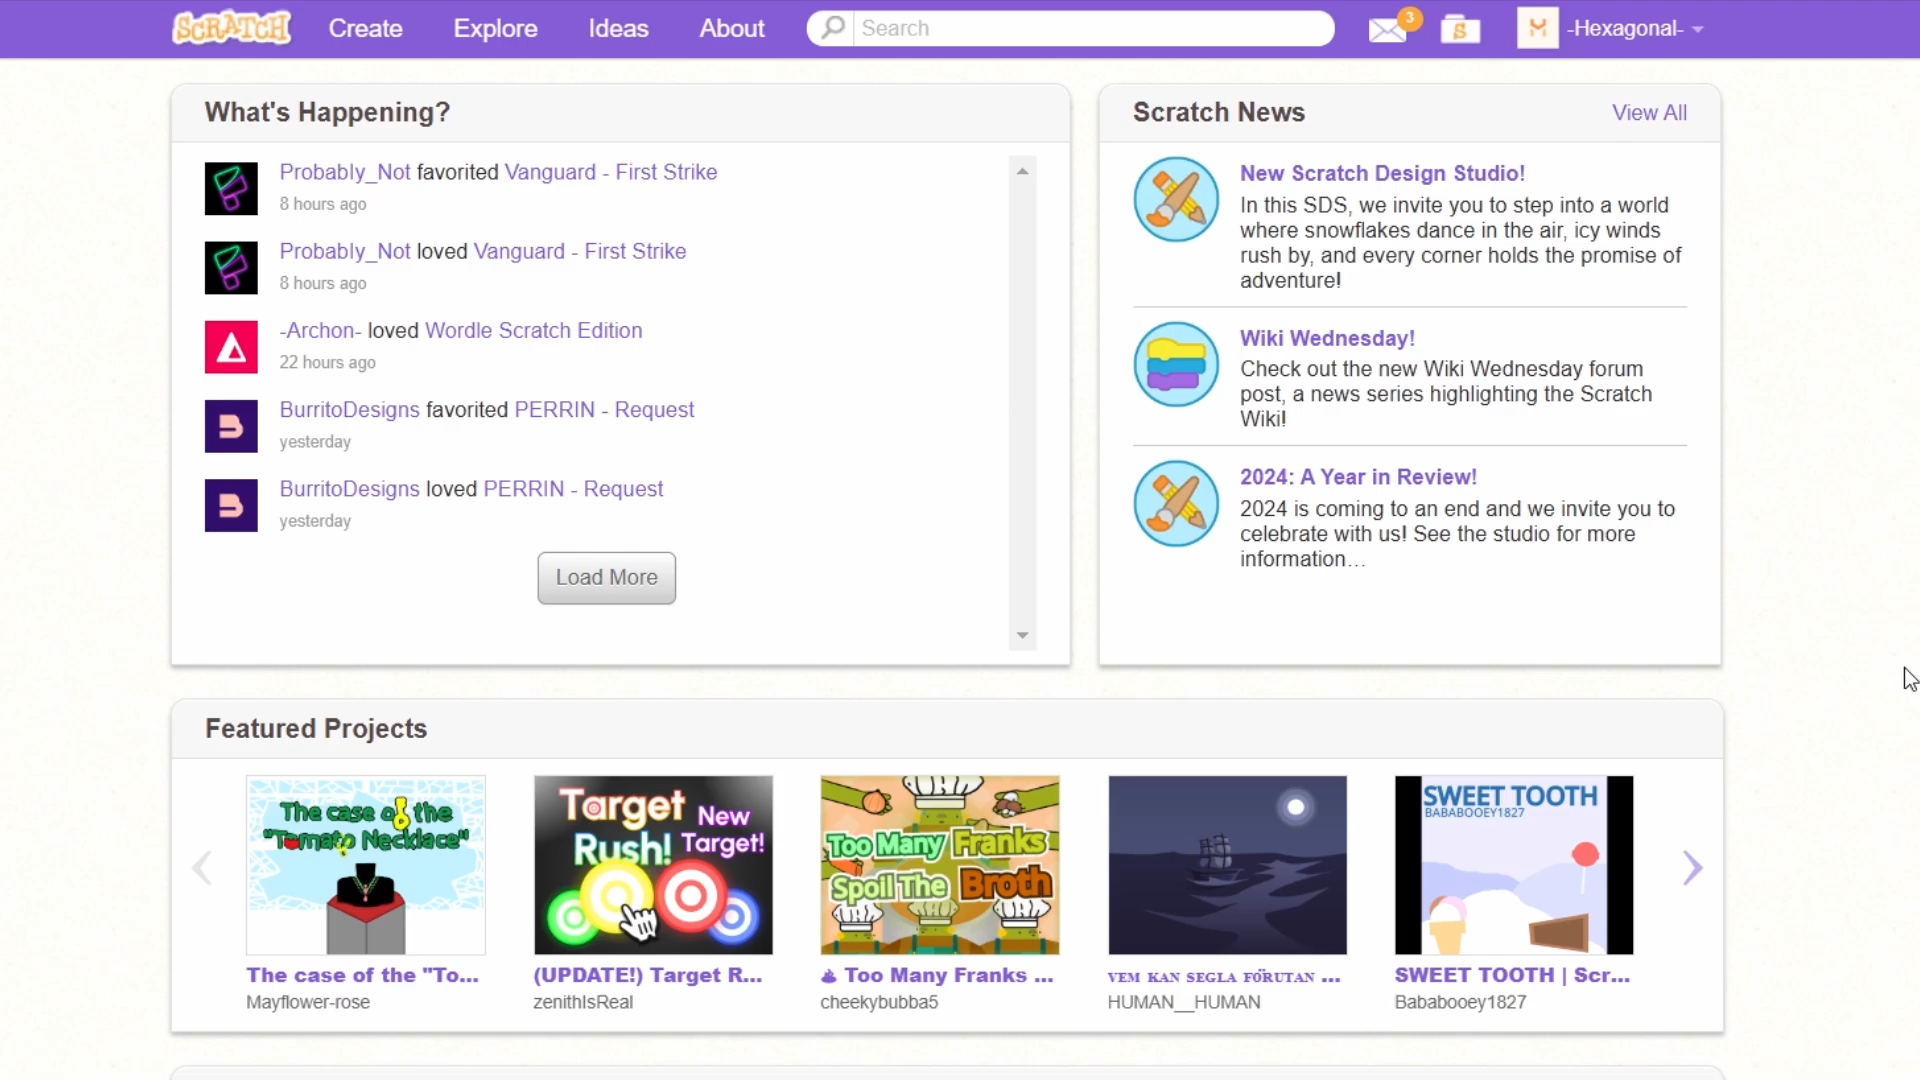 SCRATCH Create Explore Ideas About Search 3 S -Hexagonal-
What's Happening?
Probably_Not favorited Vanguard - First Strike
8 hours ago
Probably_Not loved Vanguard - First Strike
8 hours ago
-Archon- loved Wordle Scratch Edition
22 hours ago
BurritoDesigns favorited PERRIN - Request
yesterday
BurritoDesigns loved PERRIN - Request
yesterday
Load More
Scratch News View All
New Scratch Design Studio!
In this SDS, we invite you to step into a world
where snowflakes dance in the air, icy winds
rush by, and every corner holds the promise of
adventure!
Wiki Wednesday!
Check out the new Wiki Wednesday forum
post, a news series highlighting the Scratch
Wiki!
2024: A Year in Review!
2024 is coming to an end and we invite you to
celebrate with us! See the studio for more
information…
Featured Projects
The case of the
"Tomato Necklace"
The case of the "To...
Mayflower-rose
Target New
Rush! Target!
(UPDATE!) Target R...
zenithIsReal
Too Many Franks
Spoil The Broth
Too Many Franks ...
cheekybubba5
ᴠᴇᴍ ᴋᴀɴ sᴇɢʟᴀ ғöʀᴜᴛᴀɴ ...
HUMAN__HUMAN
SWEET TOOTH
BABABOOEY1827
SWEET TOOTH | Scr...
Bababooey1827